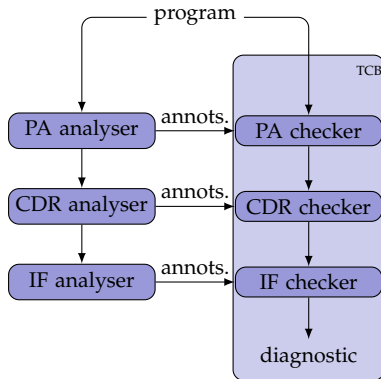 program
TCB
annots.
PA analyser
PA checker
annots.
CDR analyser
CDR checker
annots.
IF analyser
IF checker
diagnostic